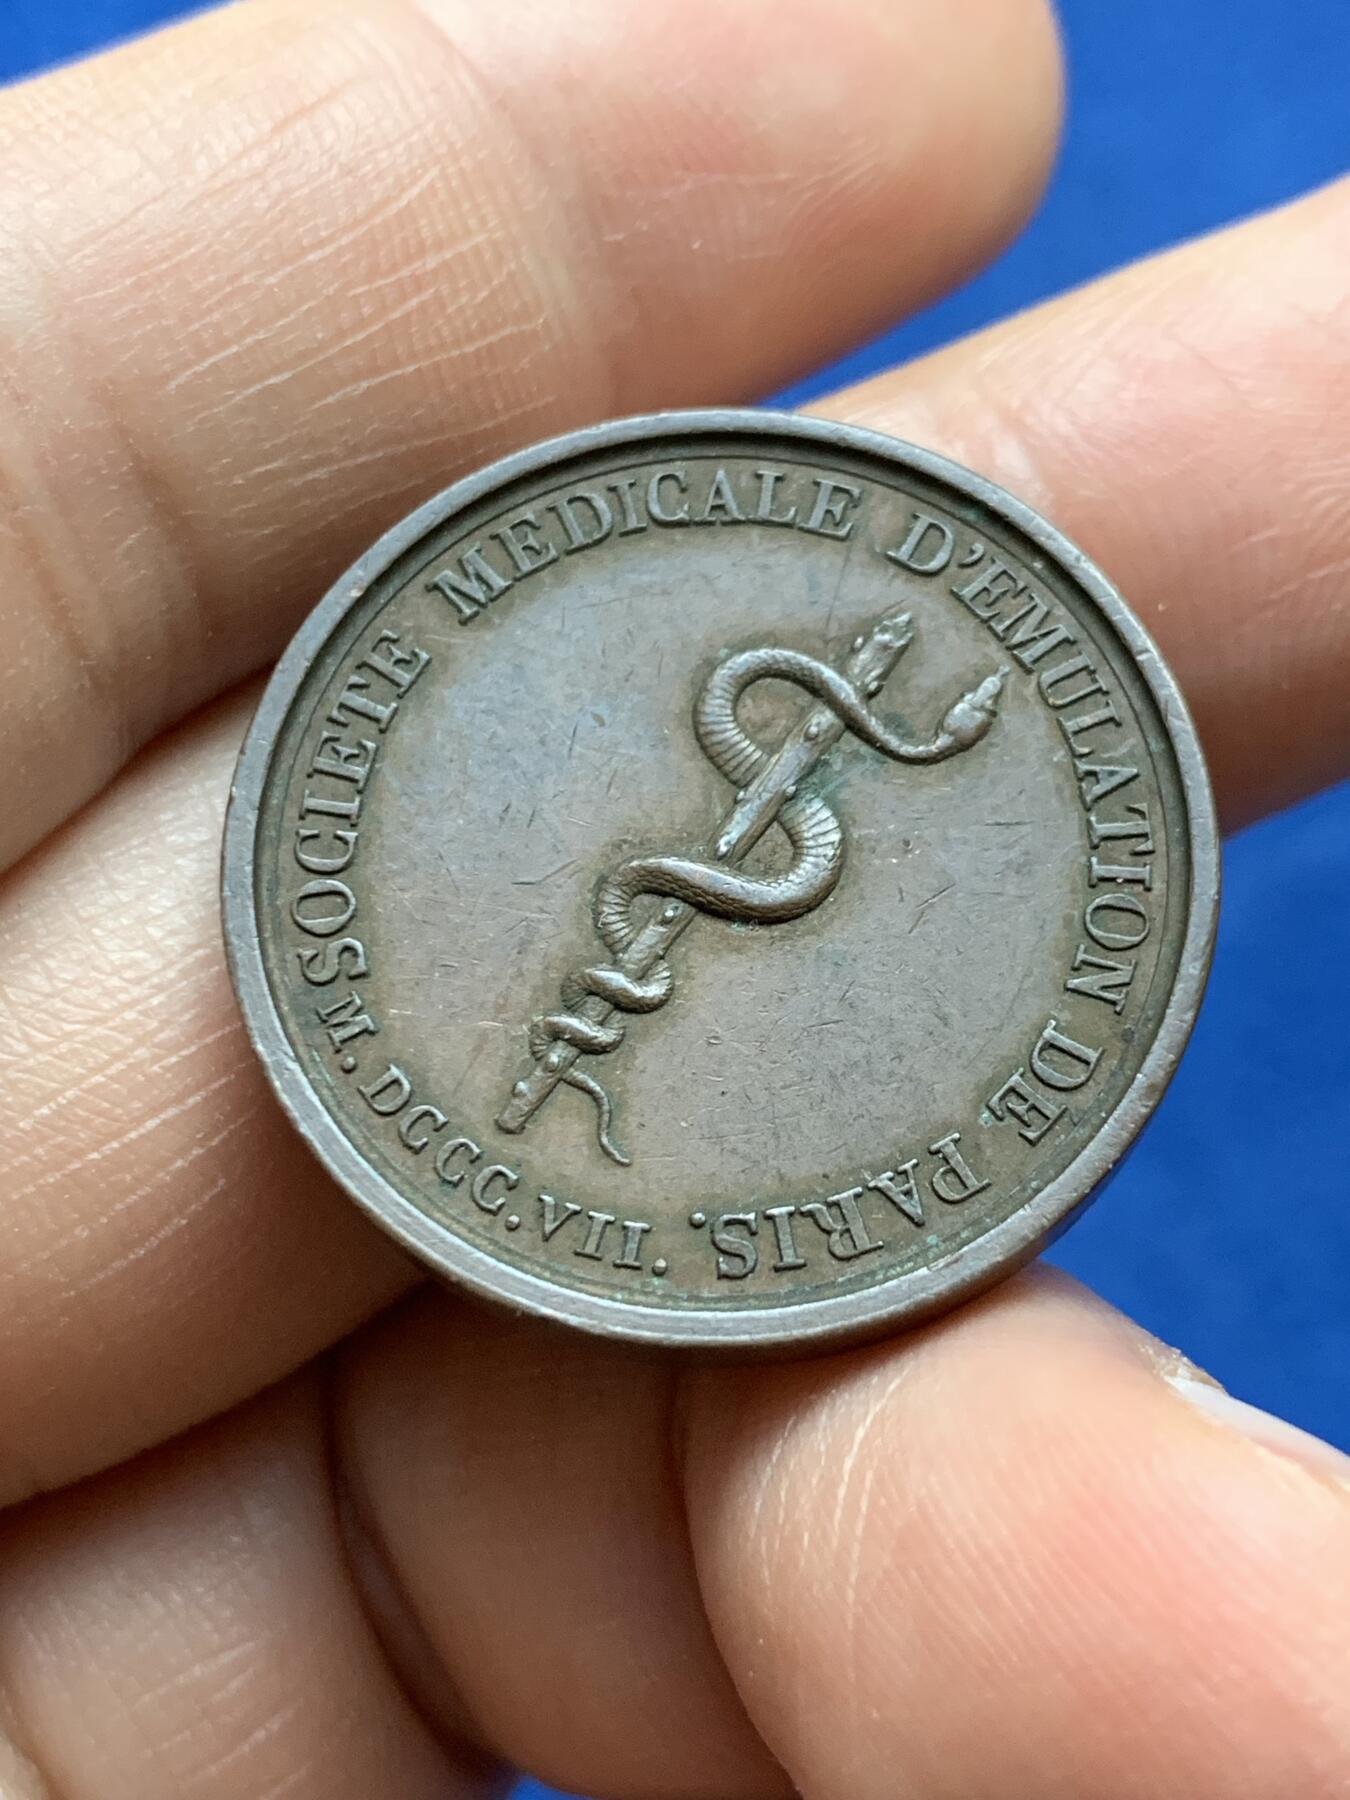 SOCIETE MEDICALE D'EMULATION DE PARIS.
M. DCCC. VII.